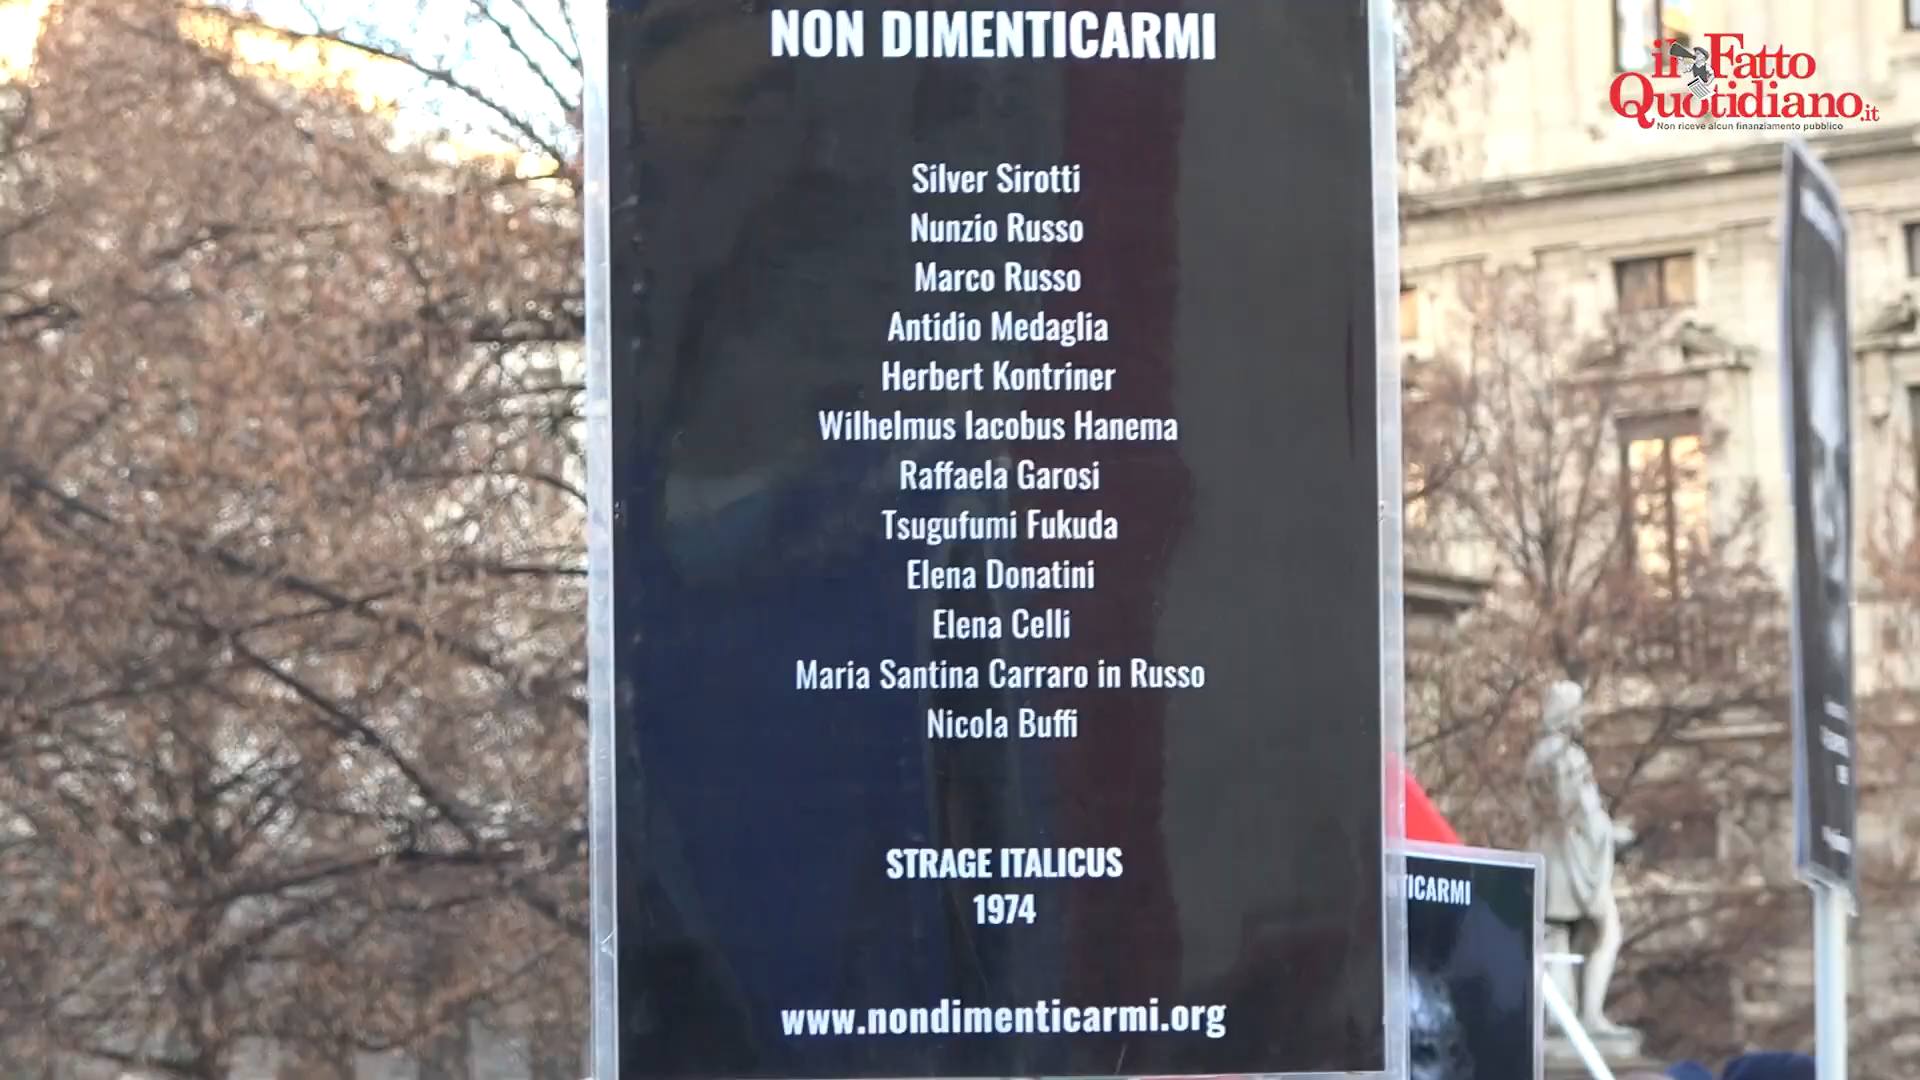 NON DIMENTICARMI
il Fatto
Quotidiano.it
Non riceve alcun finanziamento pubblico
Silver Sirotti
Nunzio Russo
Marco Russo
Antidio Medaglia
Herbert Kontriner
Wilhelmus Iacobus Hanema
Raffaela Garosi
Tsugufumi Fukuda
Elena Donatini
Elena Celli
Maria Santina Carraro in Russo
Nicola Buffi
STRAGE ITALICUS
1974
www.nondimenticarmi.org
TICARMI